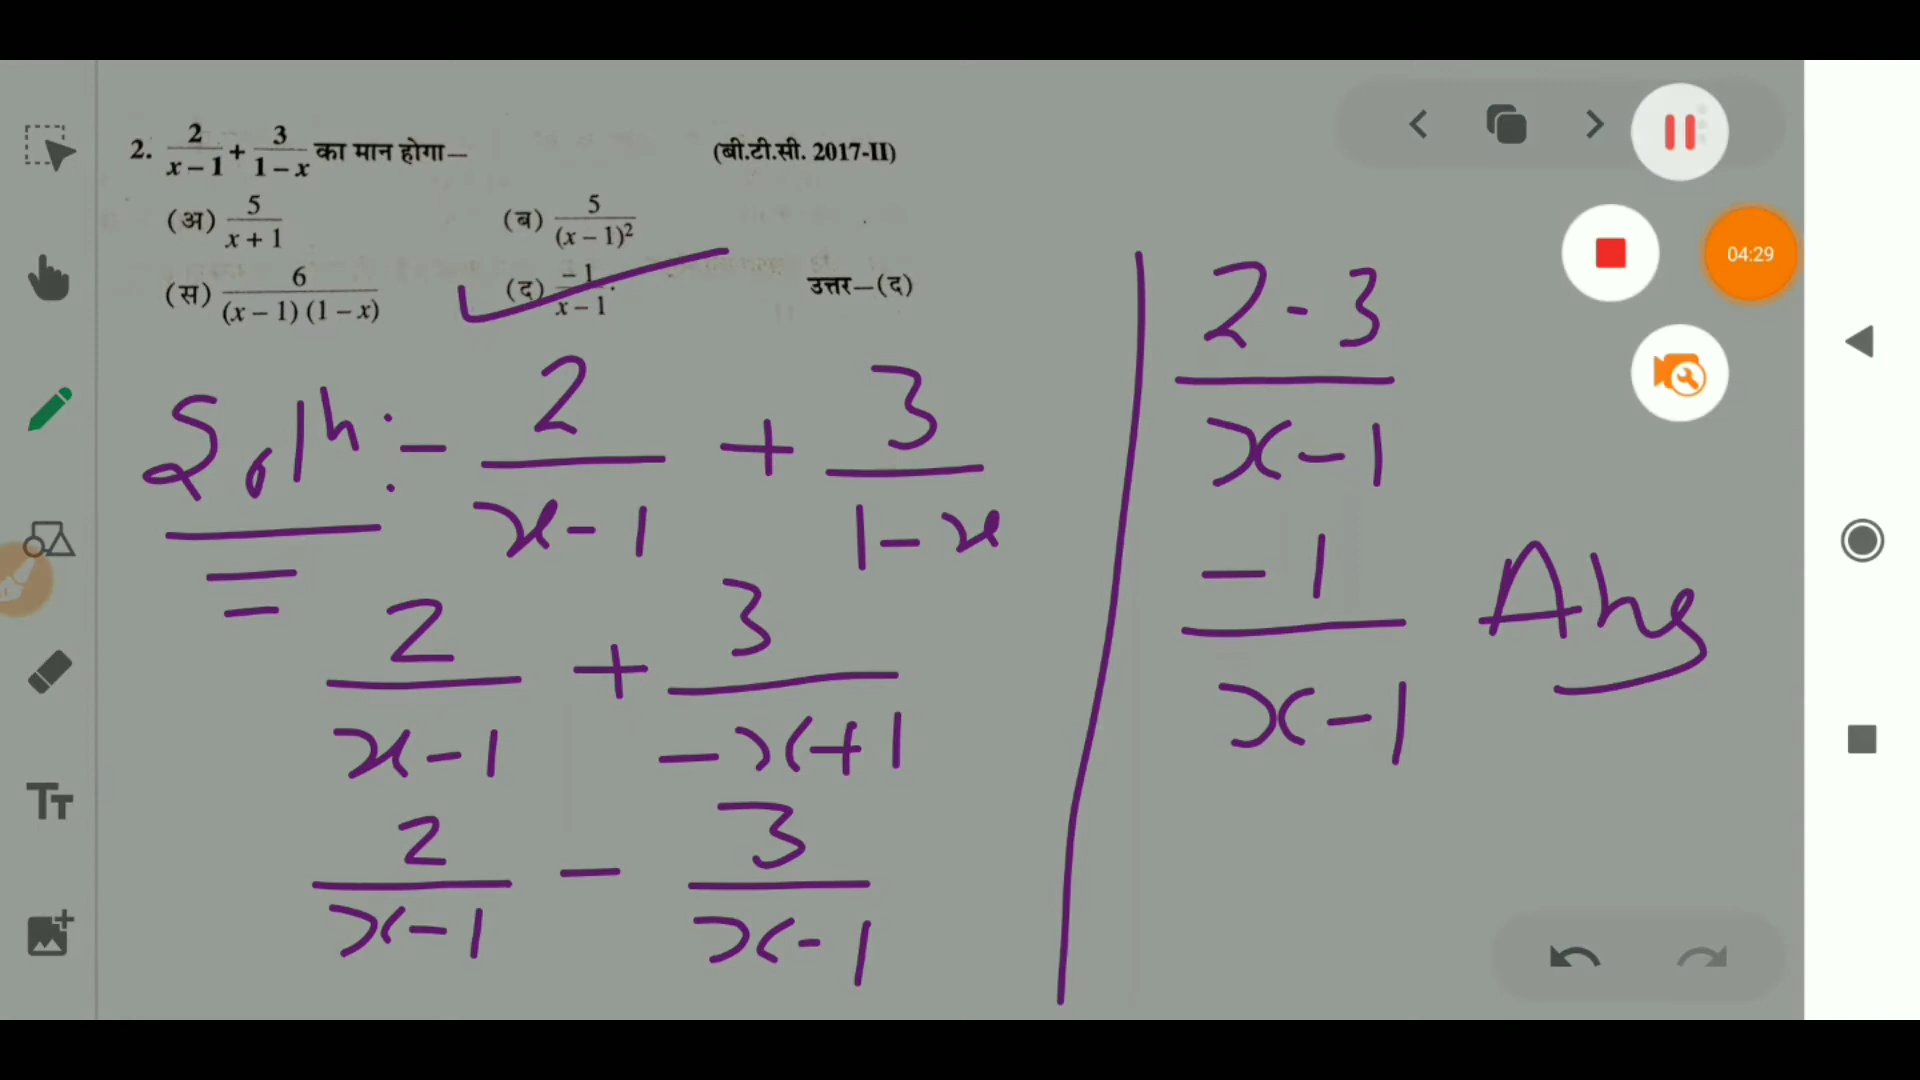 2. 2/(x – 1) + 3/(1 – x) का मान होगा— (बी.टी.सी. 2017-II)
(अ) 5/(x + 1) (ब) 5/(x – 1)²
(स) 6/((x – 1) (1 – x)) (द) –1/(x – 1). उत्तर—(द)
Soln:- 2/(x-1) + 3/(1-x)
2/(x-1) + 3/(-x+1)
2/(x-1) - 3/(x-1)
(2-3)/(x-1)
-1/(x-1) Ans
04:29
TT